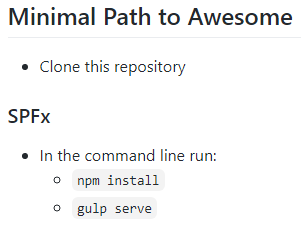 Minimal Path to Awesome
Clone this repository
SPFx
In the command line run:
npm install
gulp serve